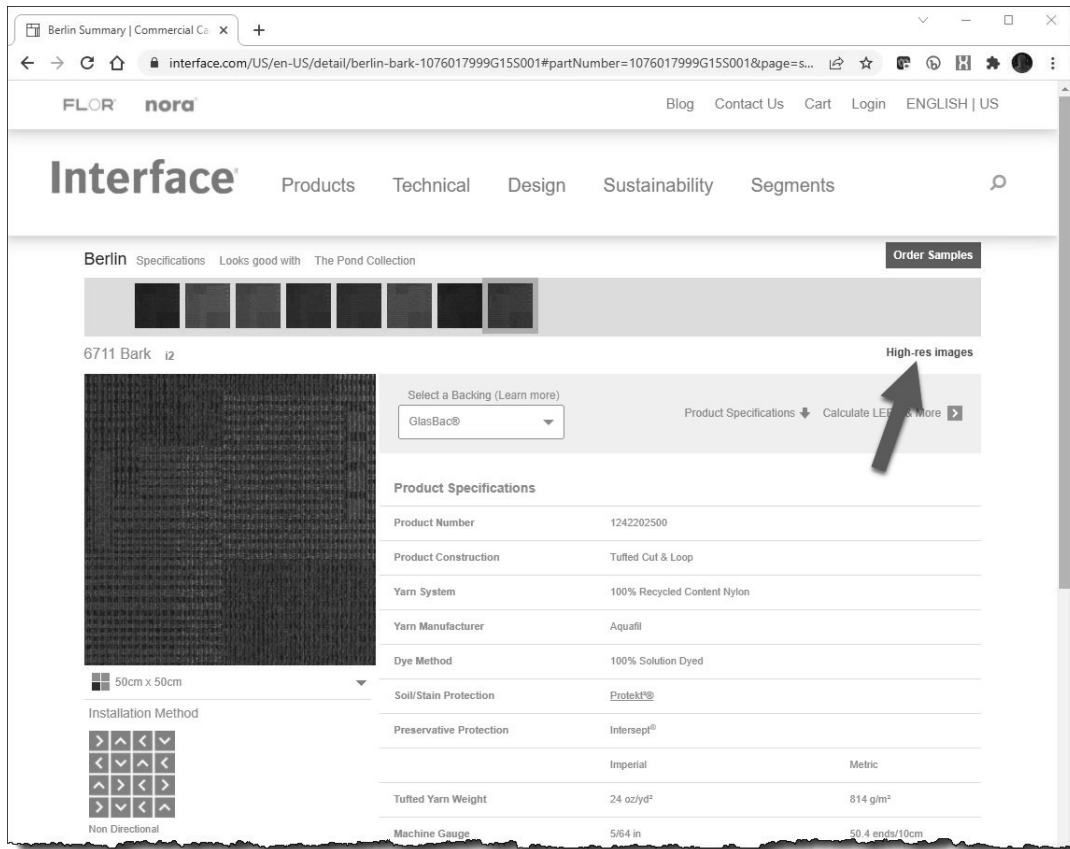 Berlin Summary | Commercial Ca
interface.com/US/en-US/detail/berlin-bark-1076017999G15S001#partNumber=1076017999G15S001&page=s...
FLOR nora Blog Contact Us Cart Login ENGLISH | US
Interface Products Technical Design Sustainability Segments
Berlin Specifications Looks good with The Pond Collection Order Samples
6711 Bark i2 High-res images
Select a Backing (Learn more)
GlasBac® Product Specifications Calculate LEED & More
Product Specifications
Product Number 1242202500
Product Construction Tufted Cut & Loop
Yarn System 100% Recycled Content Nylon
Yarn Manufacturer Aquafil
Dye Method 100% Solution Dyed
50cm x 50cm
Soil/Stain Protection Protekt²®
Installation Method
Preservative Protection Intersept®
Imperial Metric
Tufted Yarn Weight 24 oz/yd² 814 g/m²
Non Directional
Machine Gauge 5/64 in 50.4 ends/10cm